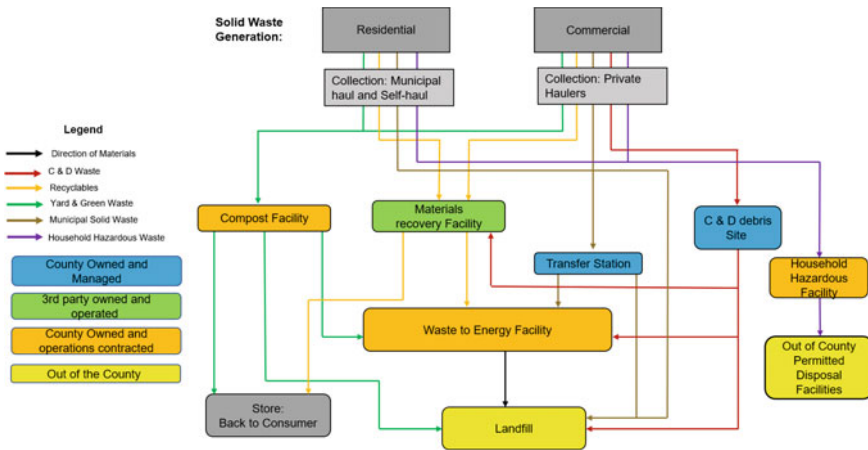 Solid Waste
Generation:
Residential
Commercial
Collection: Municipal
haul and Self-haul
Collection: Private
Haulers
Legend
Direction of Materials
C & D Waste
Recyclables
Yard & Green Waste
Municipal Solid Waste
Household Hazardous Waste
County Owned and
Managed
3rd party owned and
operated
County Owned and
operations contracted
Out of the County
Compost Facility
Materials
recovery Facility
C & D debris
Site
Transfer Station
Household
Hazardous
Facility
Waste to Energy Facility
Out of County
Permitted
Disposal
Facilities
Store:
Back to Consumer
Landfill